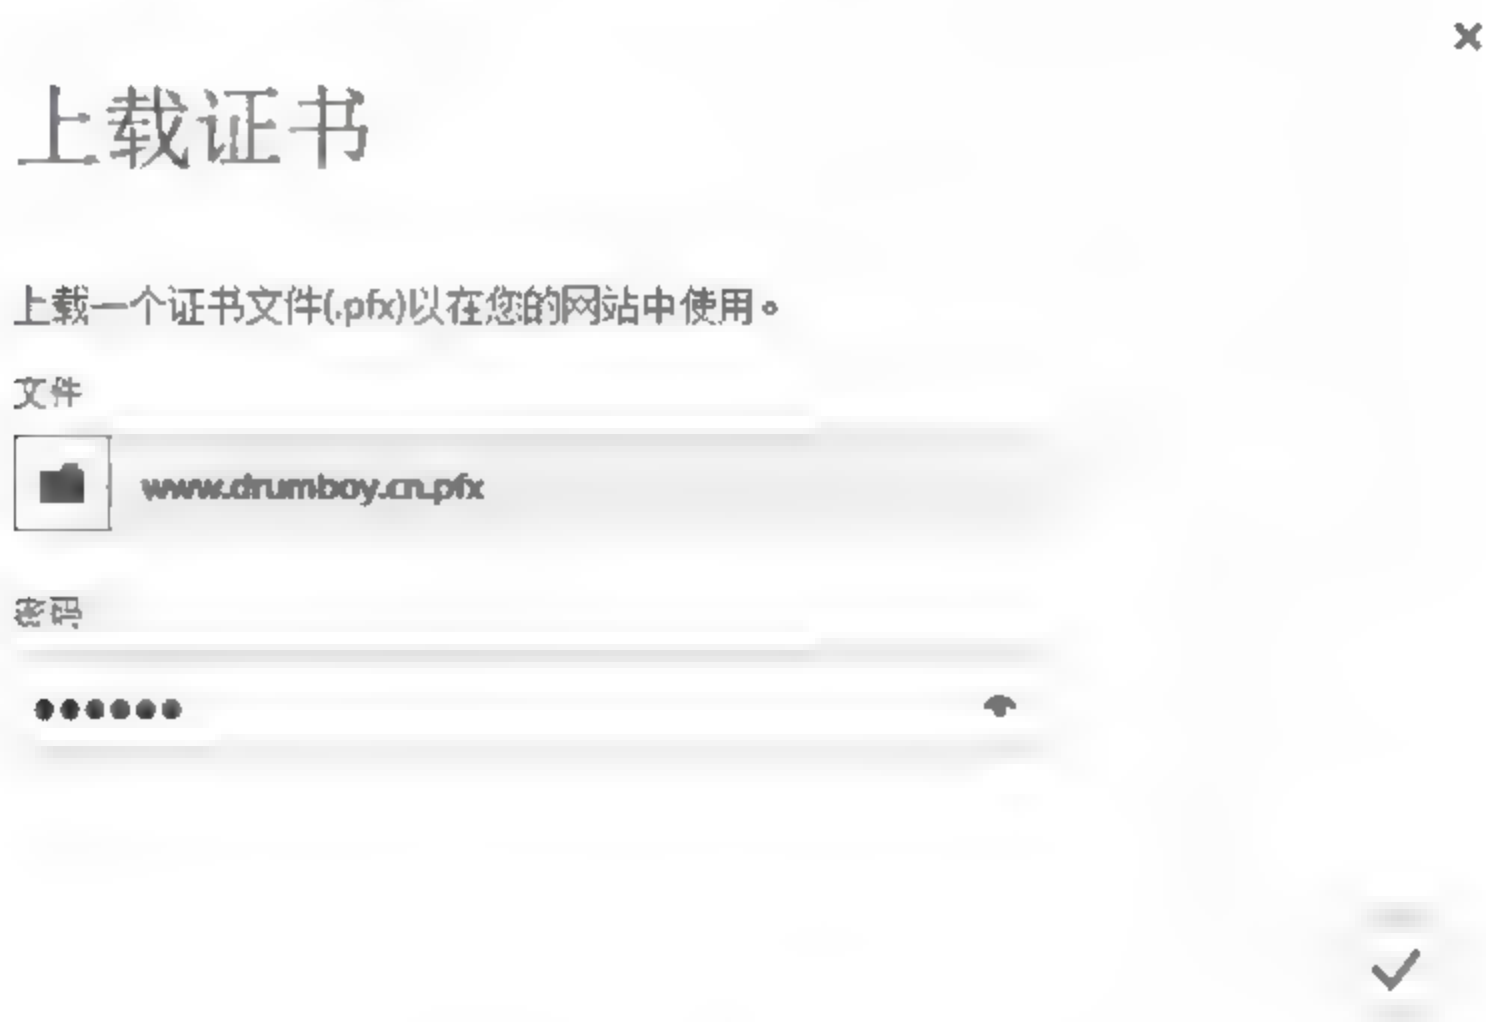 上载证书
上载一个证书文件(.pfx)以在您的网站中使用。
文件
www.drumboy.cn.pfx
密码
●●●●●●